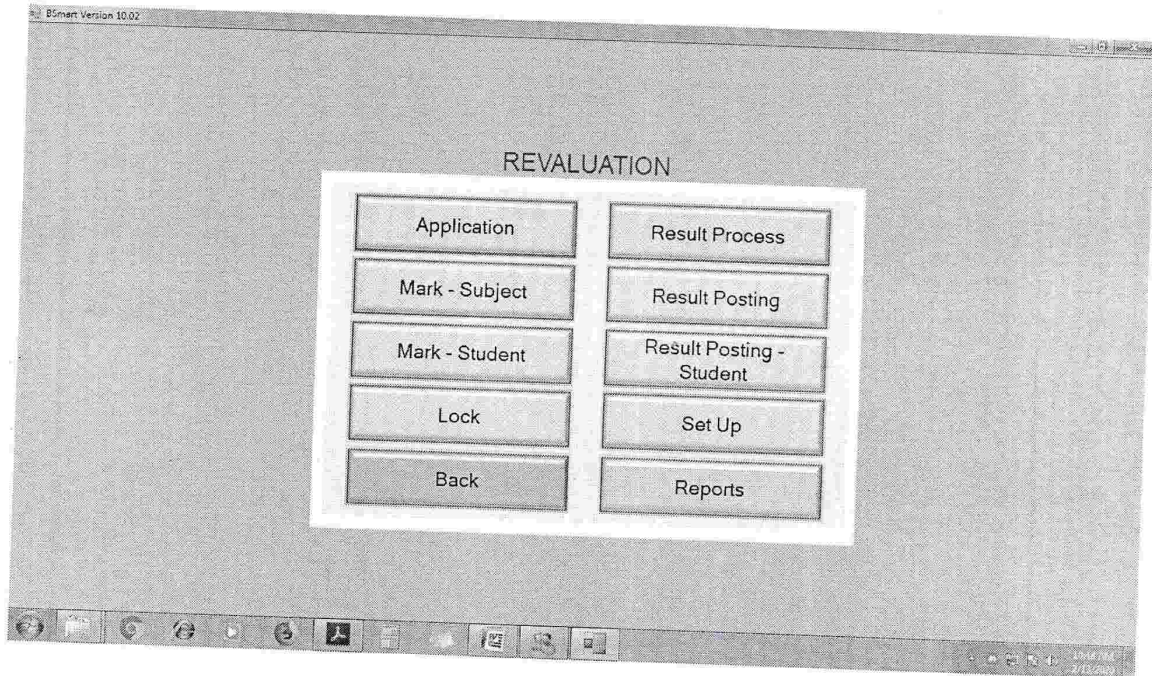 BSmart Version 10.02
REVALUATION
Application
Result Process
Mark - Subject
Result Posting
Mark - Student
Result Posting -
Student
Lock
Set Up
Back
Reports